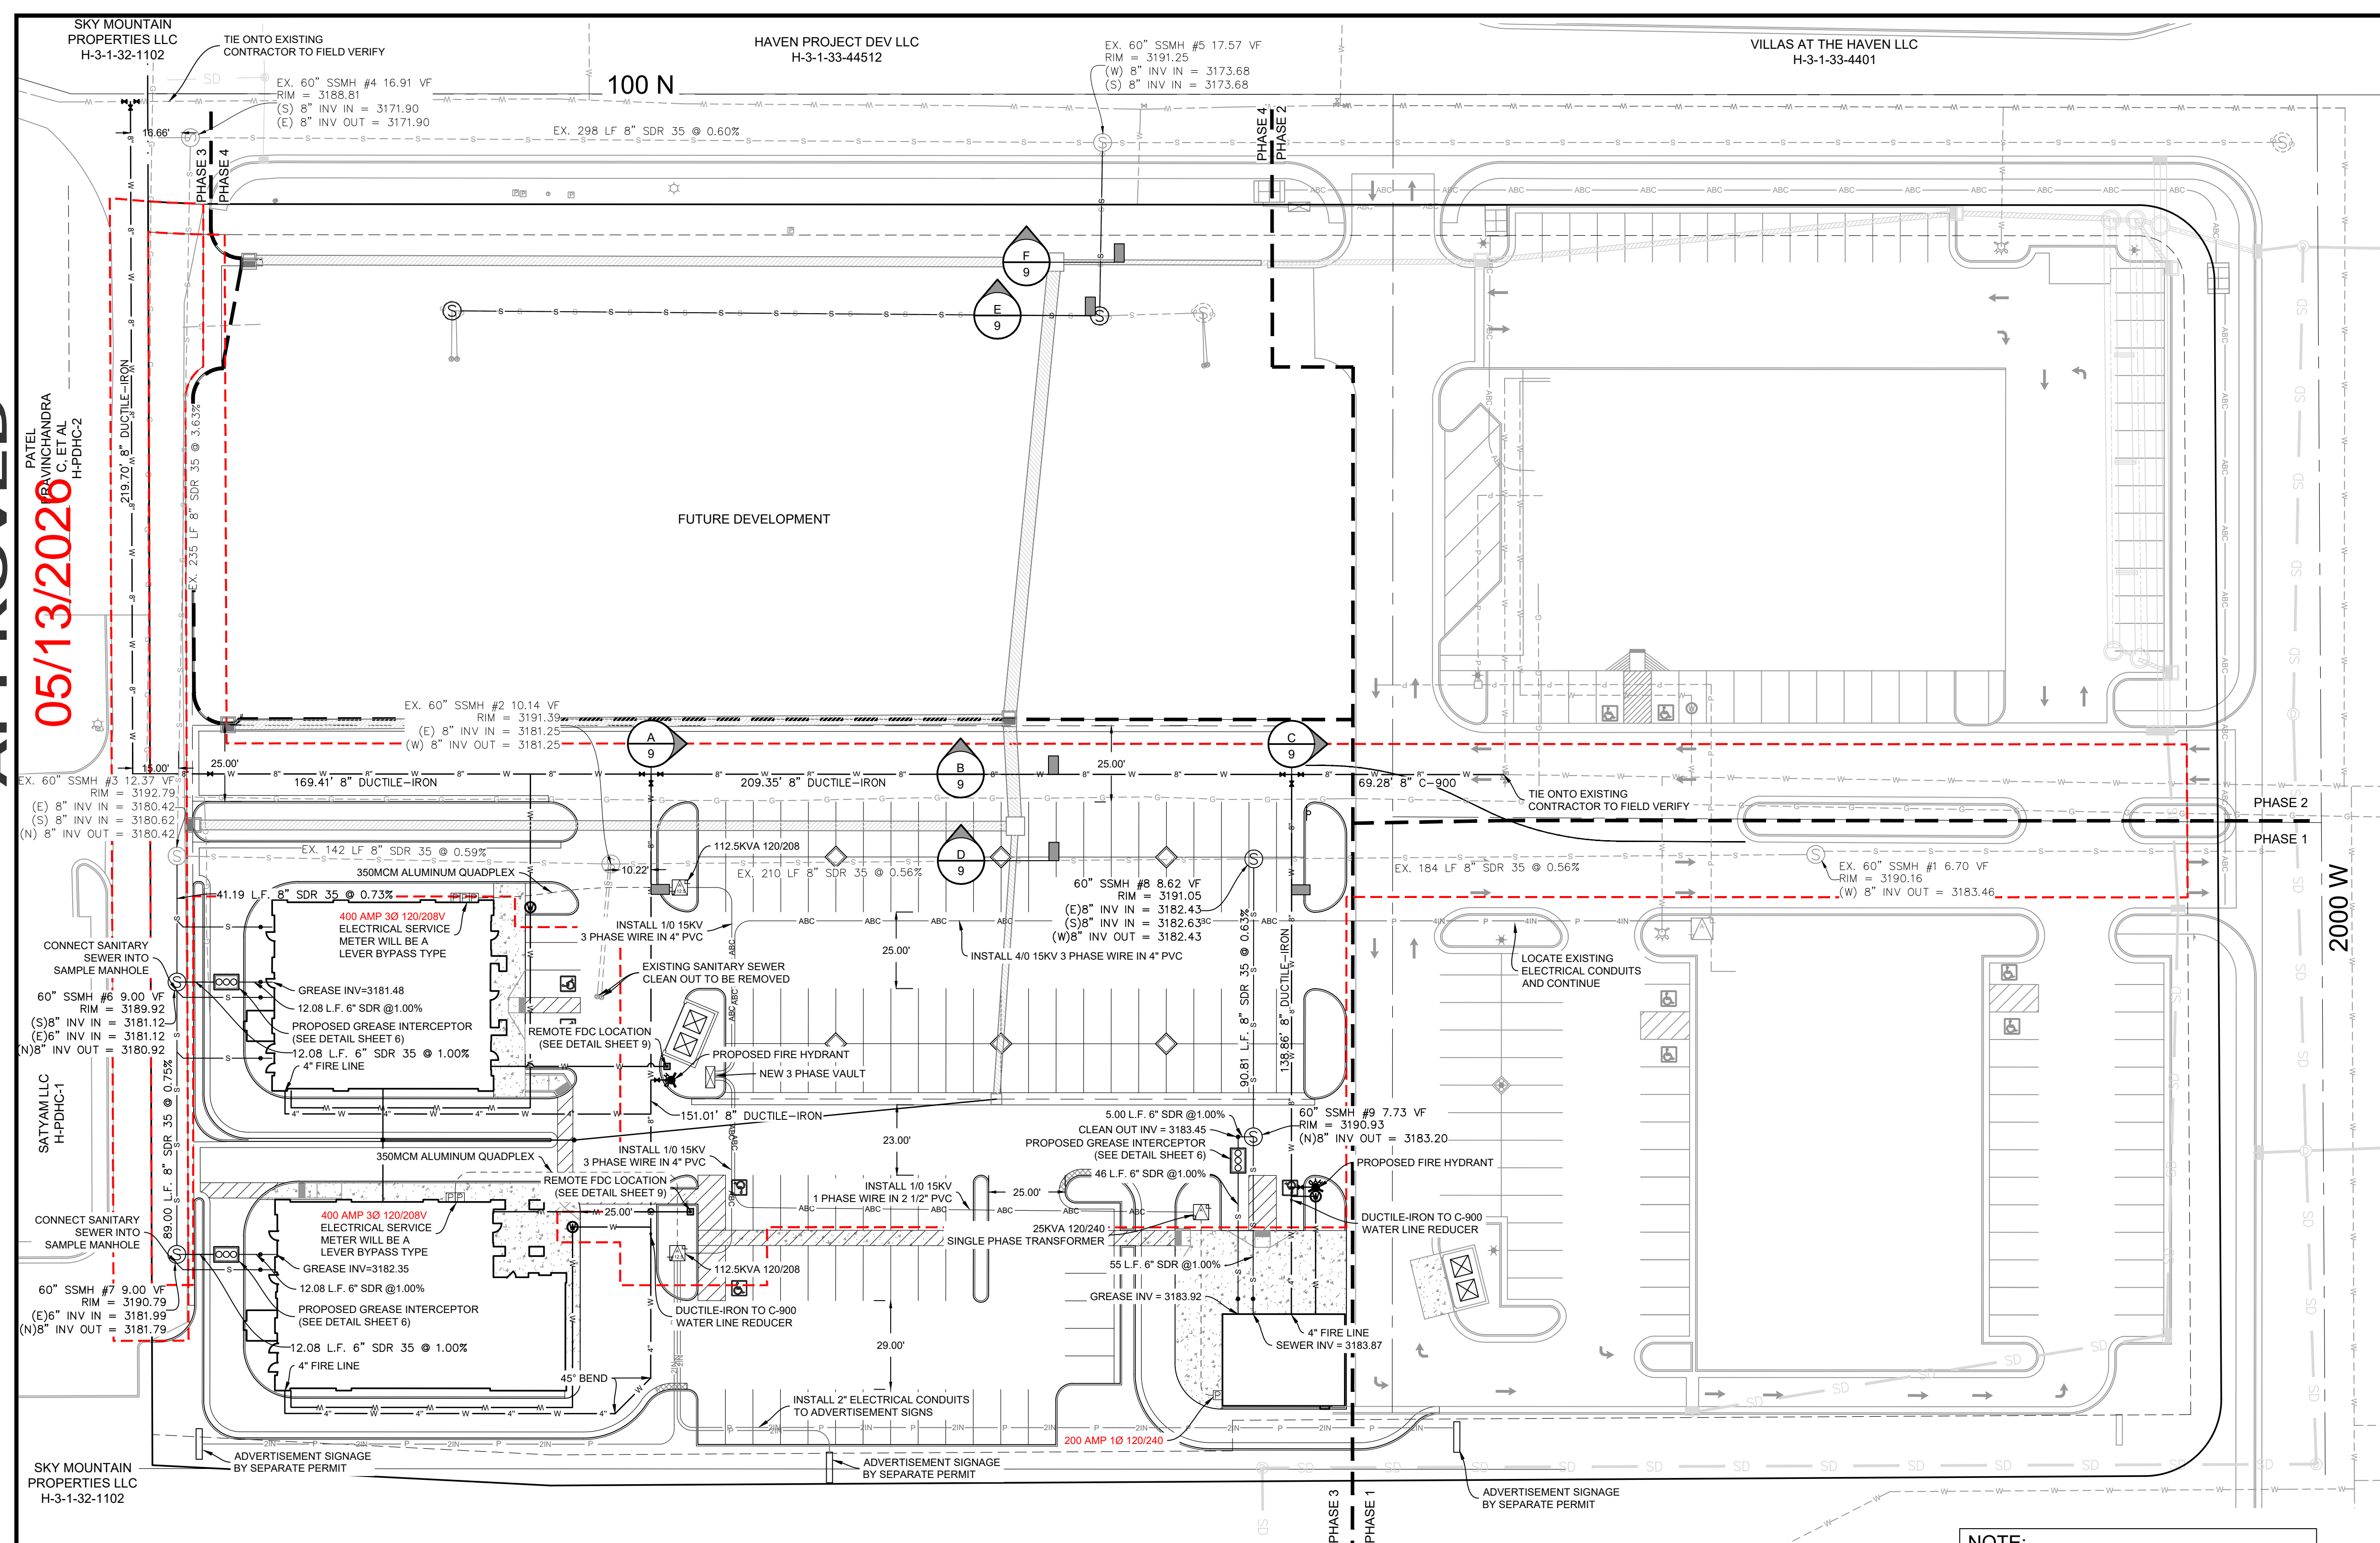 SKY MOUNTAIN
PROPERTIES LLC
H-3-1-32-1102
TIE ONTO EXISTING
CONTRACTOR TO FIELD VERIFY
EX. 60" SSMH #4 16.91 VF
RIM = 3188.81
(S) 8" INV IN = 3171.90
(E) 8" INV OUT = 3171.90
100 N
HAVEN PROJECT DEV LLC
H-3-1-33-44512
EX. 60" SSMH #5 17.57 VF
RIM = 3191.25
(W) 8" INV IN = 3173.68
(S) 8" INV IN = 3173.68
VILLAS AT THE HAVEN LLC
H-3-1-33-4401
16.66'
EX. 298 LF 8" SDR 35 @ 0.60%
PHASE 3
PHASE 4
PHASE 4
PHASE 2
F
9
E
9
PATEL
PRAVINCHANDRA
C, ET AL
H-PDHC-2
05/13/2026
219.70' 8" DUCTILE-IRON
EX. 235 LF 8" SDR 35 @ 3.63%
FUTURE DEVELOPMENT
EX. 60" SSMH #2 10.14 VF
RIM = 3191.39
(E) 8" INV IN = 3181.25
(W) 8" INV OUT = 3181.25
A
9
B
9
C
9
D
9
15.00'
25.00'
25.00'
169.41' 8" DUCTILE-IRON
209.35' 8" DUCTILE-IRON
69.28' 8" C-900
TIE ONTO EXISTING
CONTRACTOR TO FIELD VERIFY
PHASE 2
PHASE 1
EX. 60" SSMH #3 12.37 VF
RIM = 3192.79
(E) 8" INV IN = 3180.42
(S) 8" INV IN = 3180.62
(N) 8" INV OUT = 3180.42
EX. 142 LF 8" SDR 35 @ 0.59%
350MCM ALUMINUM QUADPLEX
10.22'
112.5KVA 120/208
EX. 210 LF 8" SDR 35 @ 0.56%
60" SSMH #8 8.62 VF
RIM = 3191.05
(E)8" INV IN = 3182.43
(S)8" INV IN = 3182.63
(W)8" INV OUT = 3182.43
EX. 184 LF 8" SDR 35 @ 0.56%
EX. 60" SSMH #1 6.70 VF
RIM = 3190.16
(W) 8" INV OUT = 3183.46
2000 W
41.19 L.F. 8" SDR 35 @ 0.73%
400 AMP 3Ø 120/208V
ELECTRICAL SERVICE
METER WILL BE A
LEVER BYPASS TYPE
INSTALL 1/0 15KV
3 PHASE WIRE IN 4" PVC
25.00'
INSTALL 4/0 15KV 3 PHASE WIRE IN 4" PVC
LOCATE EXISTING
ELECTRICAL CONDUITS
AND CONTINUE
CONNECT SANITARY
SEWER INTO
SAMPLE MANHOLE
EXISTING SANITARY SEWER
CLEAN OUT TO BE REMOVED
60" SSMH #6 9.00 VF
RIM = 3189.92
(S)8" INV IN = 3181.12
(E)6" INV IN = 3181.12
(N)8" INV OUT = 3180.92
GREASE INV=3181.48
12.08 L.F. 6" SDR @1.00%
PROPOSED GREASE INTERCEPTOR
(SEE DETAIL SHEET 6)
12.08 L.F. 6" SDR 35 @ 1.00%
4" FIRE LINE
REMOTE FDC LOCATION
(SEE DETAIL SHEET 9)
PROPOSED FIRE HYDRANT
NEW 3 PHASE VAULT
151.01' 8" DUCTILE-IRON
90.81 L.F. 8" SDR 35 @ 0.63%
138.86' 8" DUCTILE-IRON
SATYAM LLC
H-PDHC-1
89.00 L.F. 8" SDR 35 @ 0.75%
23.00'
5.00 L.F. 6" SDR @1.00%
CLEAN OUT INV = 3183.45
PROPOSED GREASE INTERCEPTOR
(SEE DETAIL SHEET 6)
46 L.F. 6" SDR @1.00%
60" SSMH #9 7.73 VF
RIM = 3190.93
(N)8" INV OUT = 3183.20
PROPOSED FIRE HYDRANT
350MCM ALUMINUM QUADPLEX
INSTALL 1/0 15KV
3 PHASE WIRE IN 4" PVC
REMOTE FDC LOCATION
(SEE DETAIL SHEET 9)
INSTALL 1/0 15KV
1 PHASE WIRE IN 2 1/2" PVC
25.00'
25.00'
25KVA 120/240
SINGLE PHASE TRANSFORMER
DUCTILE-IRON TO C-900
WATER LINE REDUCER
CONNECT SANITARY
SEWER INTO
SAMPLE MANHOLE
400 AMP 3Ø 120/208V
ELECTRICAL SERVICE
METER WILL BE A
LEVER BYPASS TYPE
GREASE INV=3182.35
12.08 L.F. 6" SDR @1.00%
PROPOSED GREASE INTERCEPTOR
(SEE DETAIL SHEET 6)
12.08 L.F. 6" SDR 35 @ 1.00%
4" FIRE LINE
60" SSMH #7 9.00 VF
RIM = 3190.79
(E)6" INV IN = 3181.99
(N)8" INV OUT = 3181.79
112.5KVA 120/208
DUCTILE-IRON TO C-900
WATER LINE REDUCER
55 L.F. 6" SDR @1.00%
GREASE INV = 3183.92
4" FIRE LINE
SEWER INV = 3183.87
29.00'
45° BEND
INSTALL 2" ELECTRICAL CONDUITS
TO ADVERTISEMENT SIGNS
200 AMP 1Ø 120/240
ADVERTISEMENT SIGNAGE
BY SEPARATE PERMIT
ADVERTISEMENT SIGNAGE
BY SEPARATE PERMIT
ADVERTISEMENT SIGNAGE
BY SEPARATE PERMIT
SKY MOUNTAIN
PROPERTIES LLC
H-3-1-32-1102
PHASE 3
PHASE 1
NOTE: